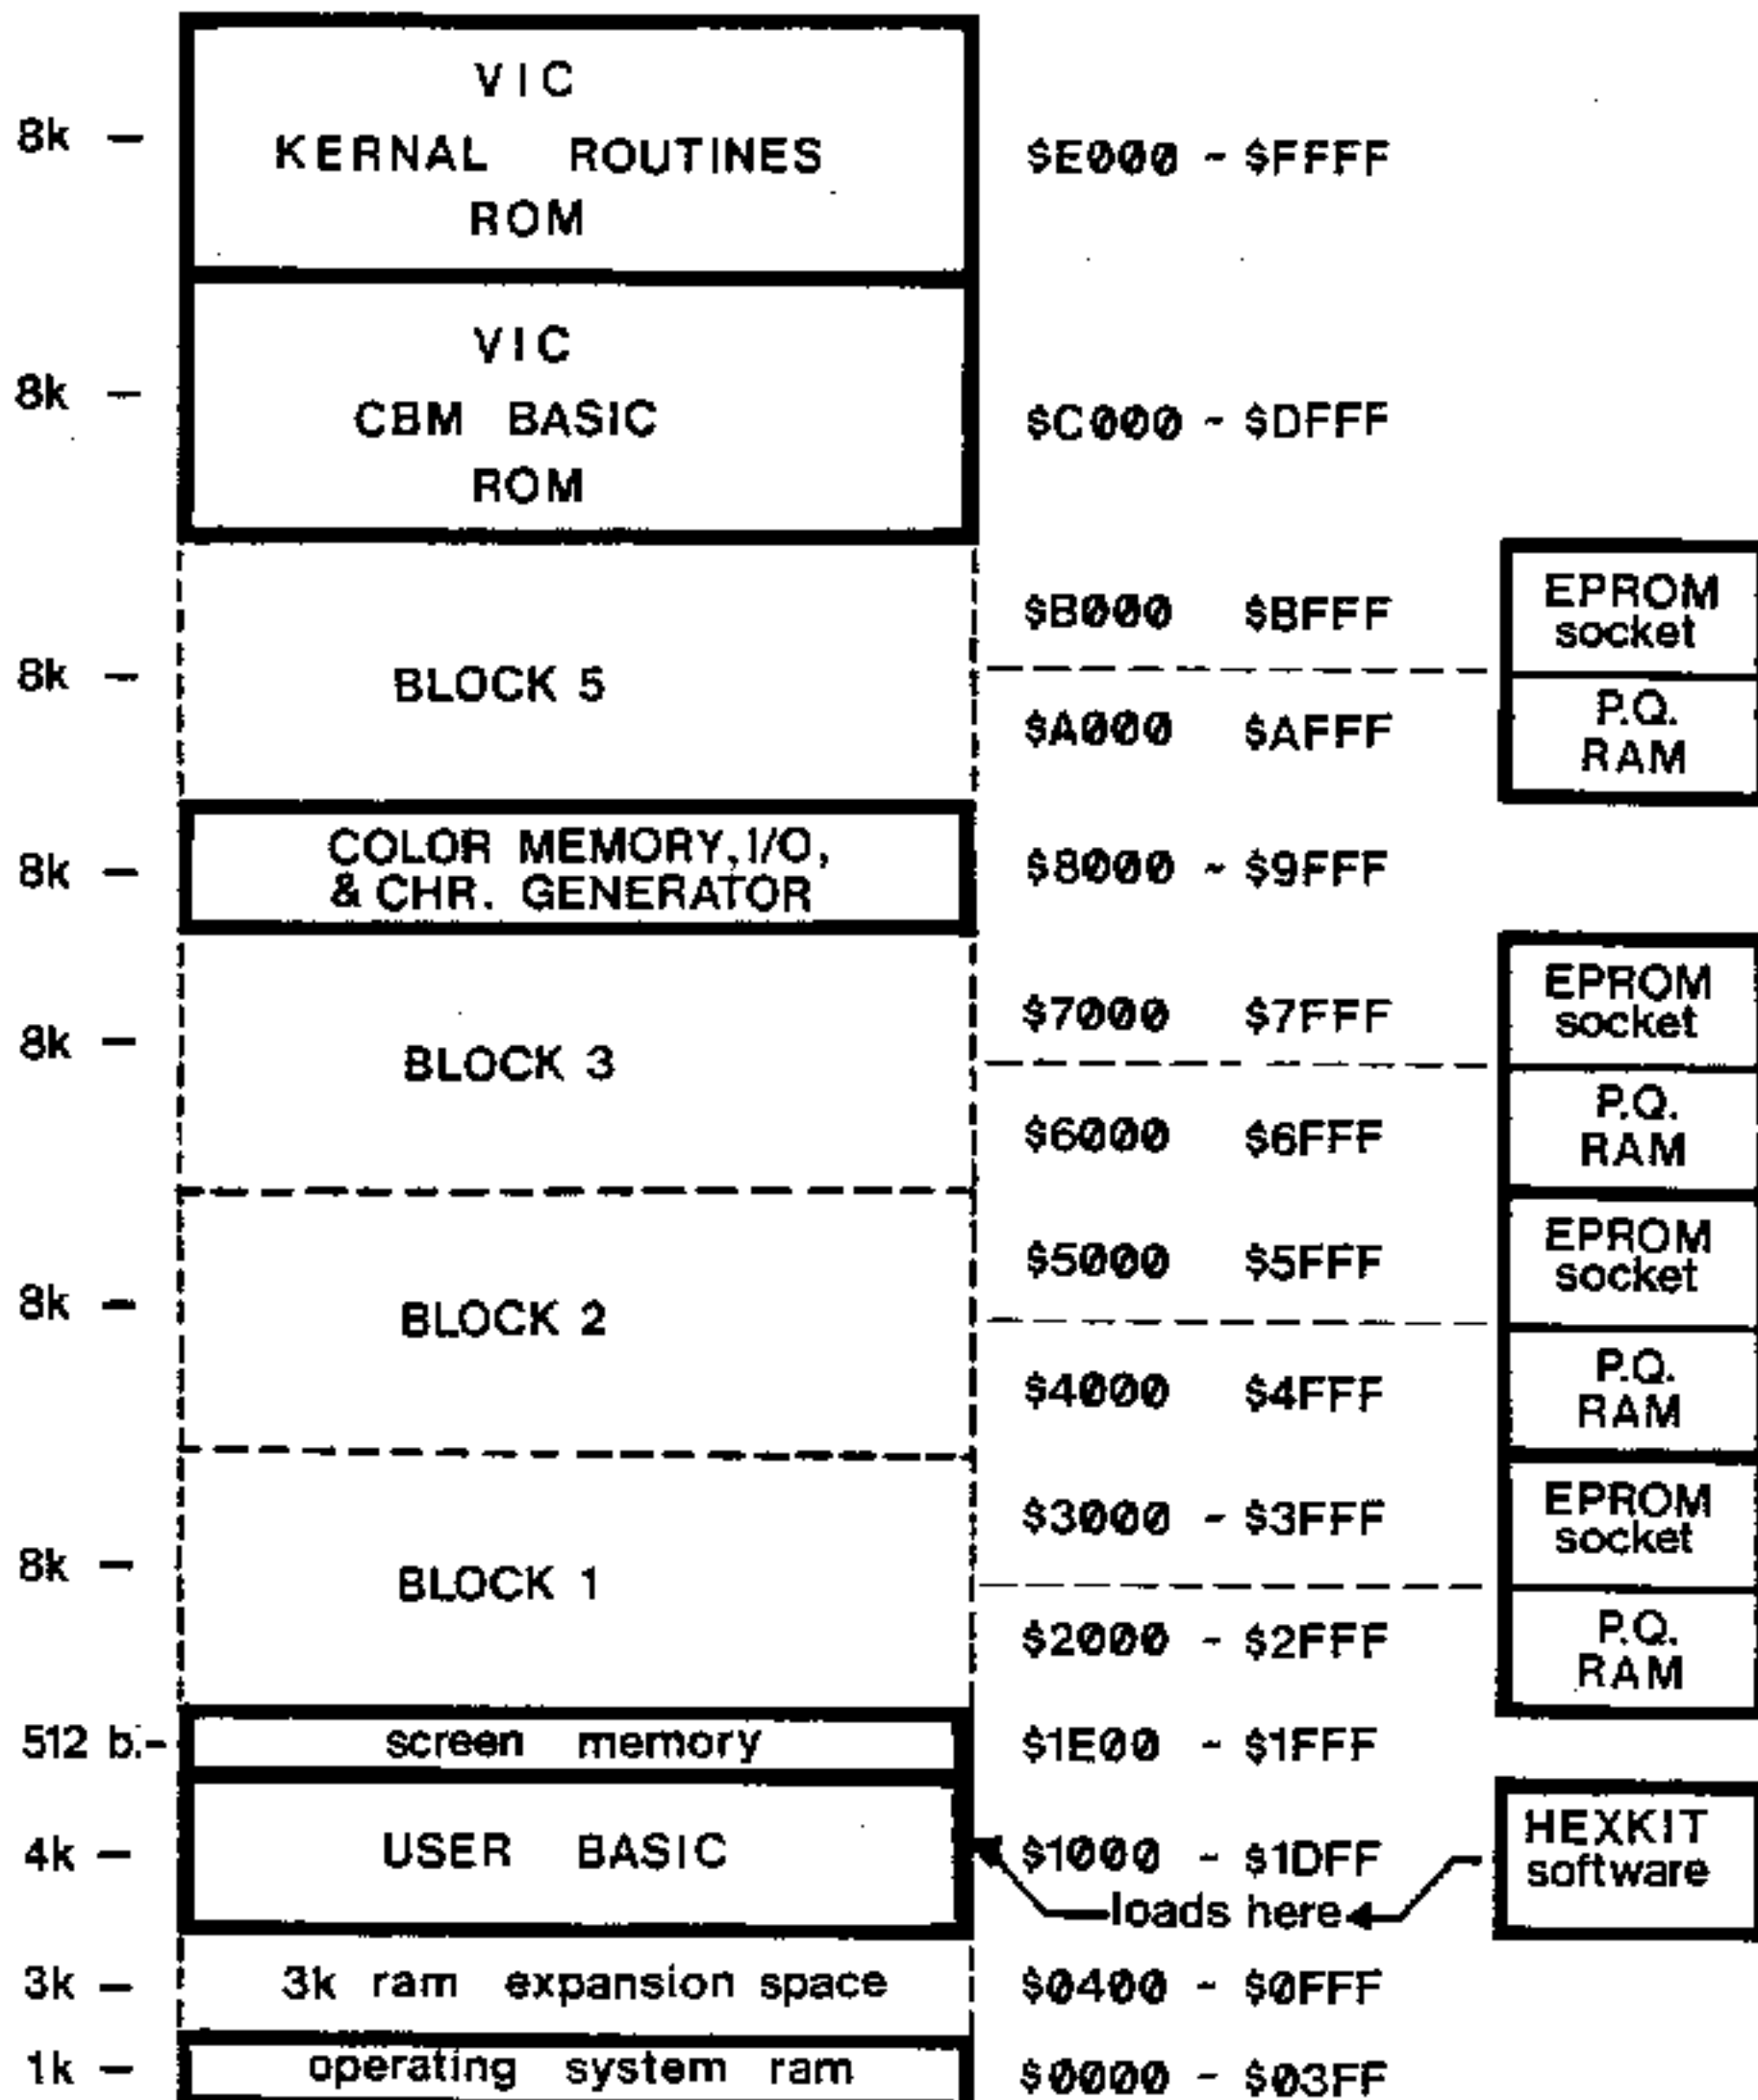 8k –
VIC
KERNAL ROUTINES
ROM
$E000 - $FFFF
8k –
VIC
CBM BASIC
ROM
$C000 - $DFFF
8k –
BLOCK 5
$B000 $BFFF
EPROM
socket
$A000 $AFFF
P.Q.
RAM
8k –
COLOR MEMORY, I/O,
& CHR. GENERATOR
$8000 - $9FFF
8k –
BLOCK 3
$7000 $7FFF
EPROM
socket
$6000 $6FFF
P.Q.
RAM
8k –
BLOCK 2
$5000 $5FFF
EPROM
socket
$4000 $4FFF
P.Q.
RAM
8k –
BLOCK 1
$3000 - $3FFF
EPROM
socket
$2000 - $2FFF
P.Q.
RAM
512 b.-
screen memory
$1E00 - $1FFF
4k –
USER BASIC
$1000 - $1DFF
loads here
HEXKIT
software
3k –
3k ram expansion space
$0400 - $0FFF
1k –
operating system ram
$0000 - $03FF